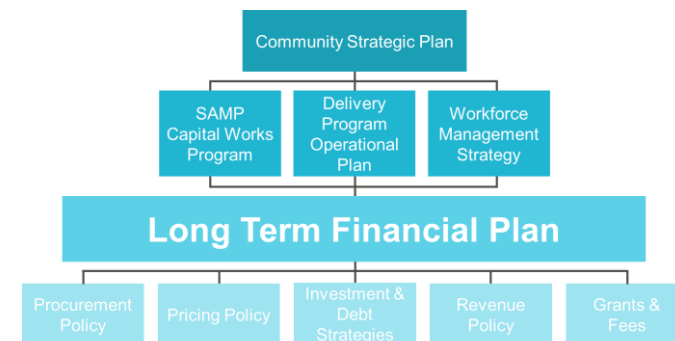 Community Strategic Plan
SAMP
Capital Works
Program
Delivery
Program
Operational
Plan
Workforce
Management
Strategy
Long Term Financial Plan
Procurement
Policy
Pricing Policy
Investment &
Debt
Strategies
Revenue
Policy
Grants &
Fees